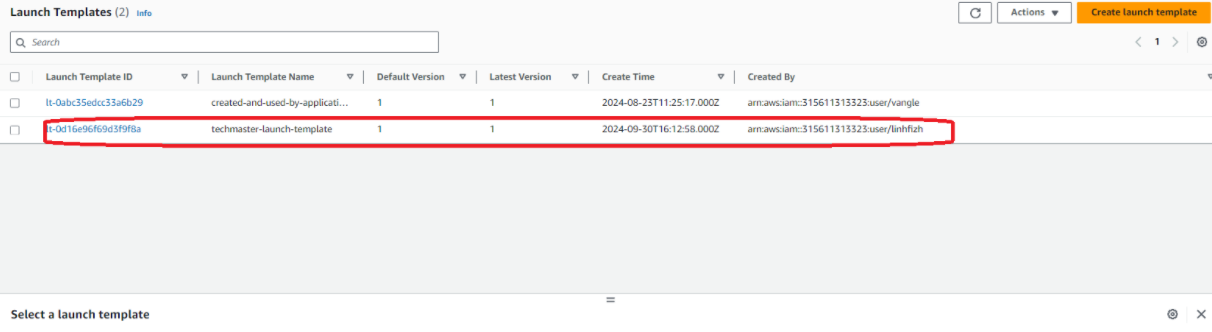 Launch Templates (2) Info
Actions
Create launch template
Search
1
Launch Template ID Launch Template Name Default Version Latest Version Create Time Created By
lt-0abc35edcc33a6b29 created-and-used-by-applicati... 1 1 2024-08-23T11:25:17.000Z arn:aws:iam::315611313323:user/vangle
lt-0d16e96f69d3f9f8a techmaster-launch-template 1 1 2024-09-30T16:12:58.000Z arn:aws:iam::315611313323:user/linhfizh
Select a launch template